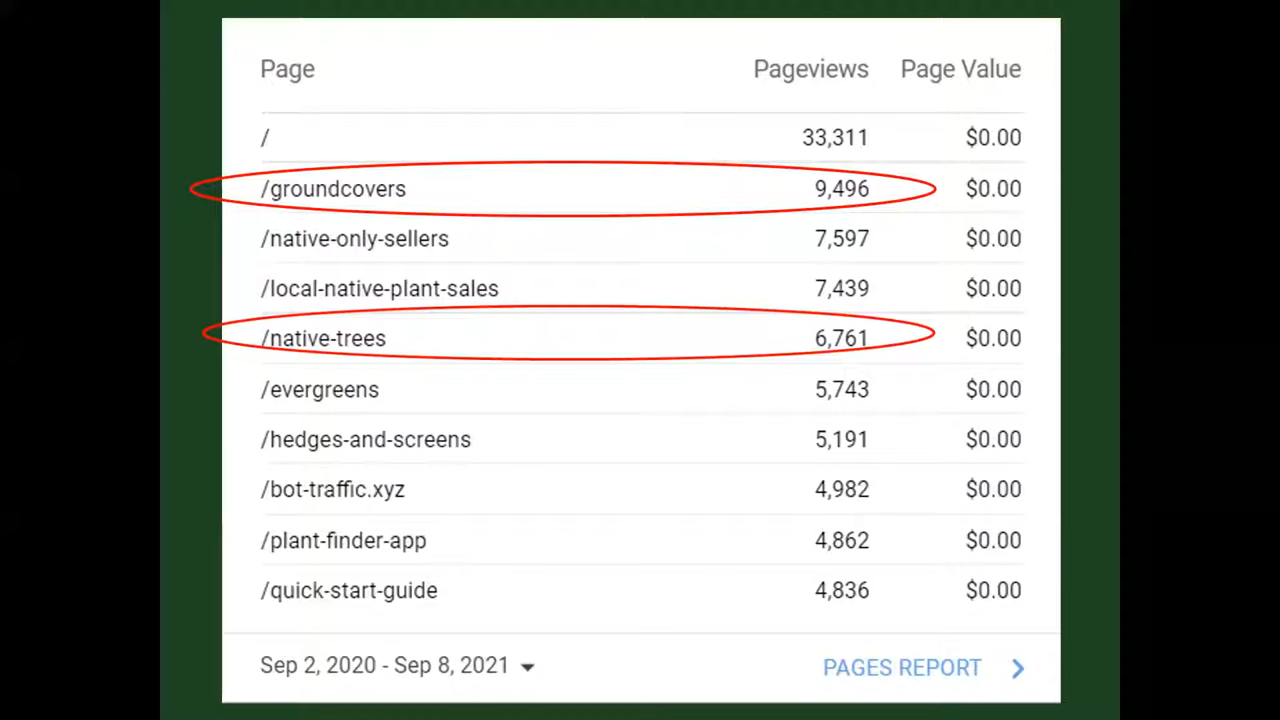 Page Pageviews Page Value
/ 33,311 $0.00
/groundcovers 9,496 $0.00
/native-only-sellers 7,597 $0.00
/local-native-plant-sales 7,439 $0.00
/native-trees 6,761 $0.00
/evergreens 5,743 $0.00
/hedges-and-screens 5,191 $0.00
/bot-traffic.xyz 4,982 $0.00
/plant-finder-app 4,862 $0.00
/quick-start-guide 4,836 $0.00
Sep 2, 2020 - Sep 8, 2021 PAGES REPORT